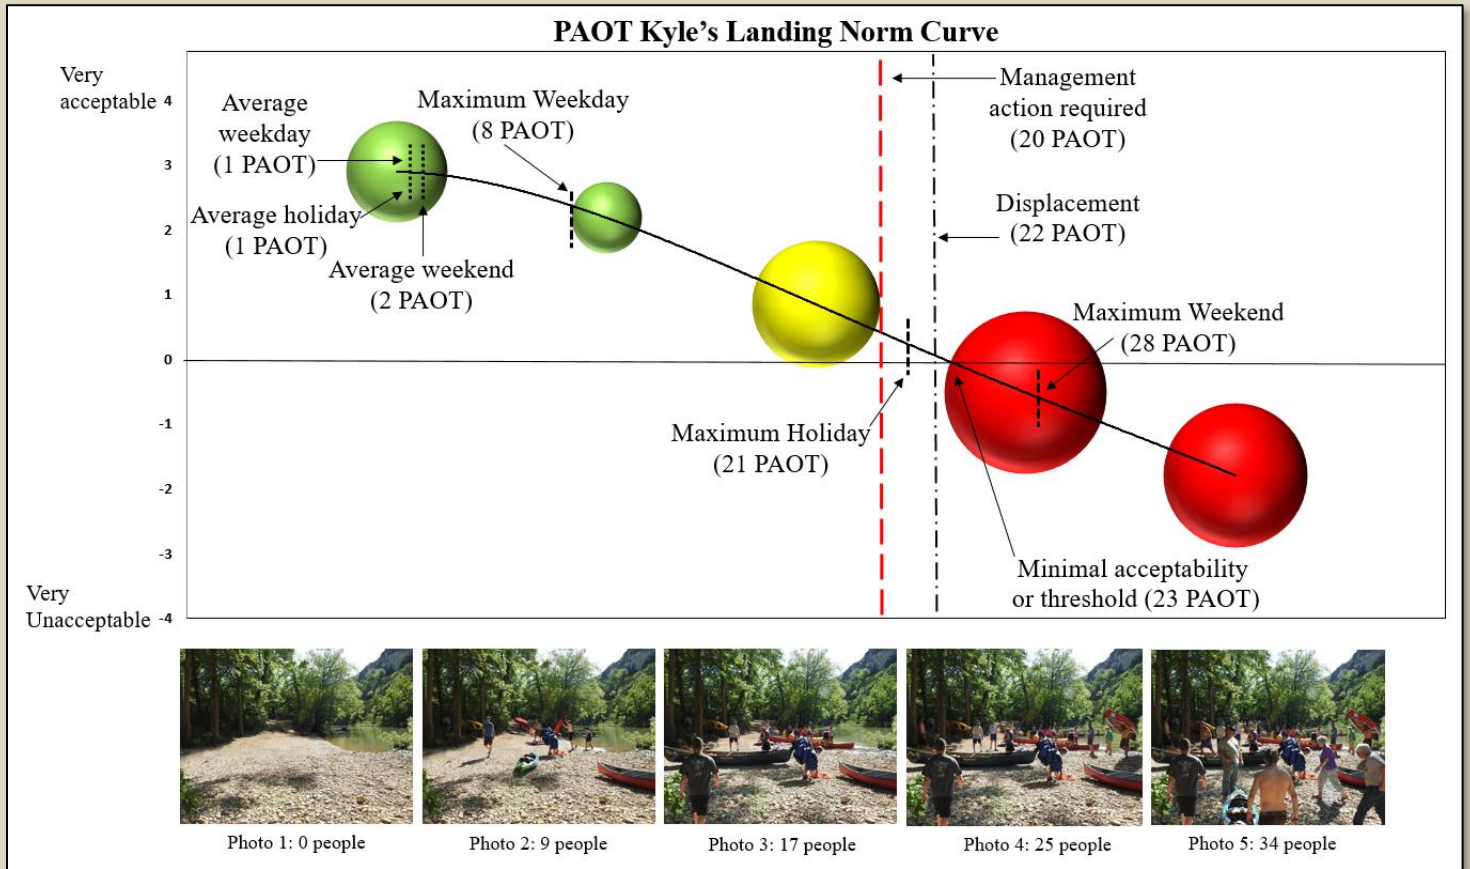 PAOT Kyle’s Landing Norm Curve
Very
acceptable
4
3
2
1
0
-1
-2
-3
-4
Very
Unacceptable
Average
weekday
(1 PAOT)
Average holiday
(1 PAOT)
Average weekend
(2 PAOT)
Maximum Weekday
(8 PAOT)
Management
action required
(20 PAOT)
Displacement
(22 PAOT)
Maximum Weekend
(28 PAOT)
Maximum Holiday
(21 PAOT)
Minimal acceptability
or threshold (23 PAOT)
Photo 1: 0 people
Photo 2: 9 people
Photo 3: 17 people
Photo 4: 25 people
Photo 5: 34 people